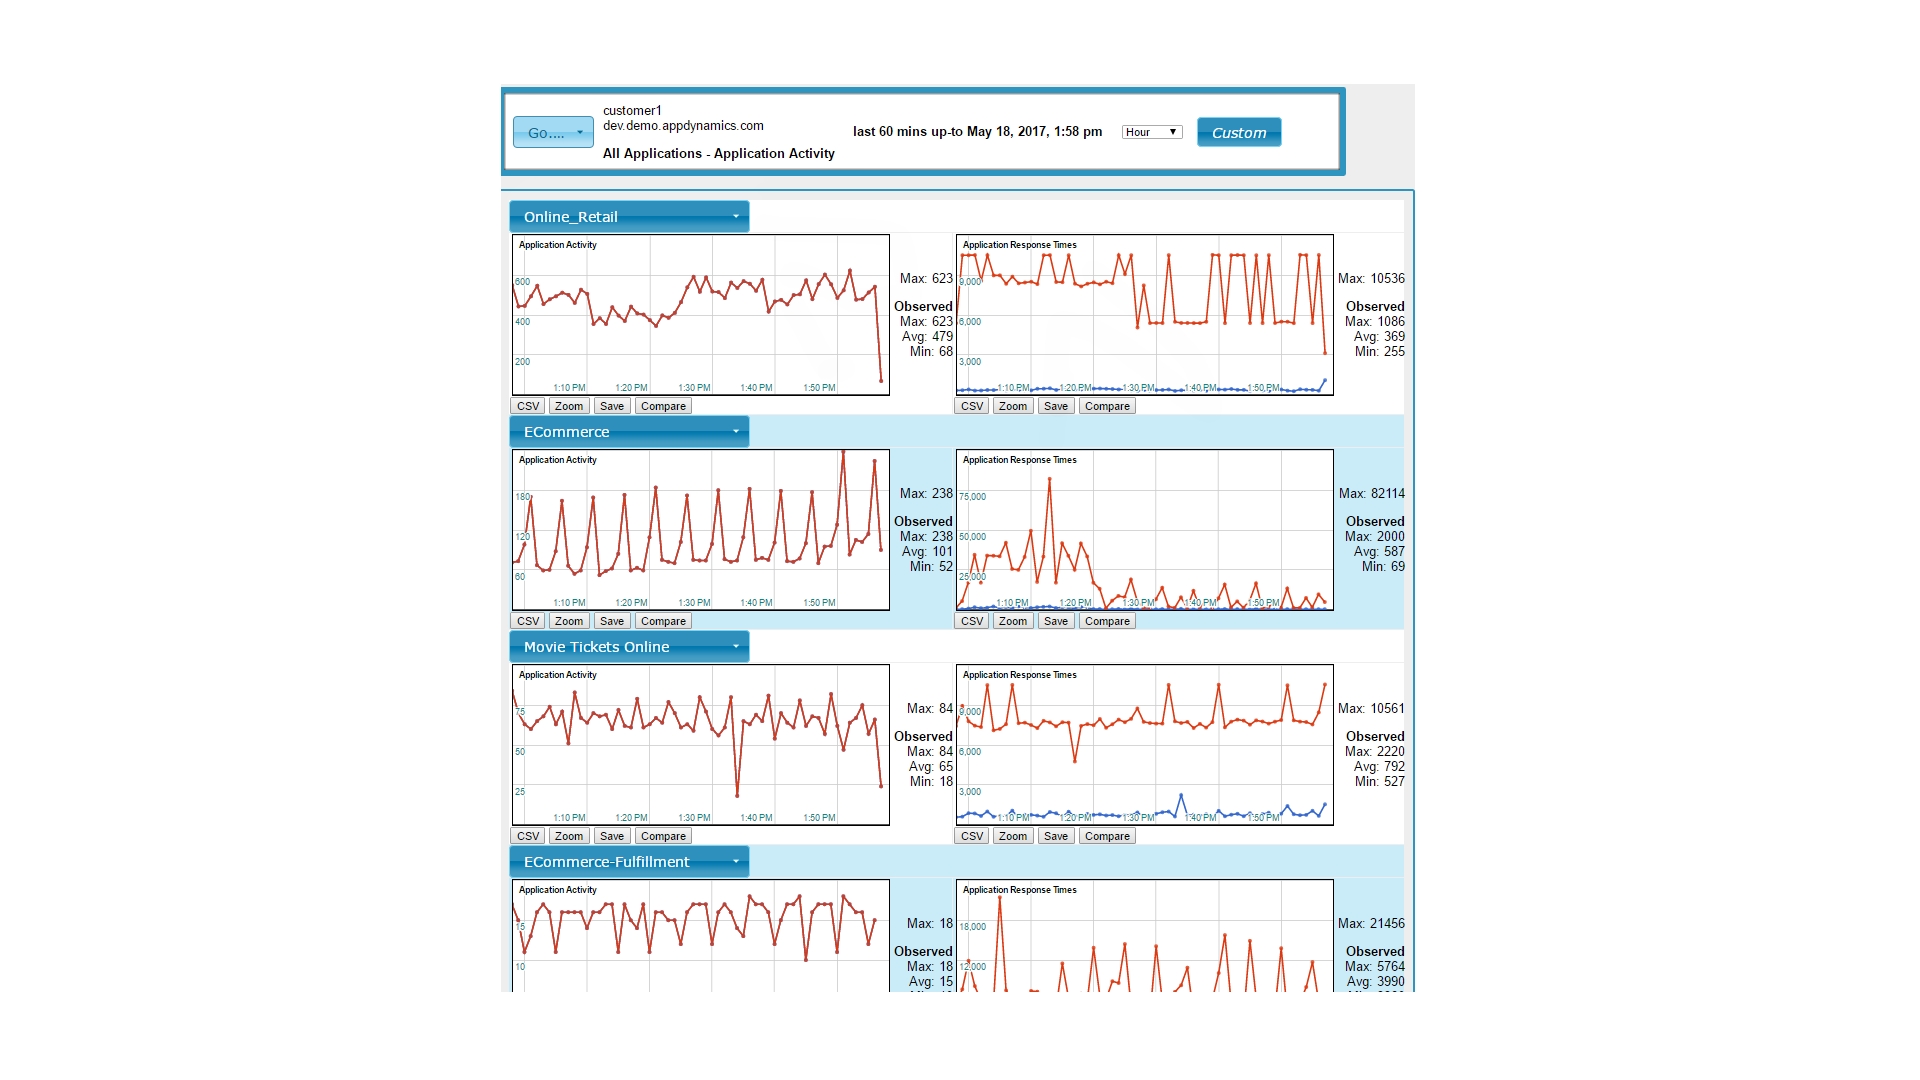 customer1
dev.demo.appdynamics.com
Go....
last 60 mins up-to May 18, 2017, 1:58 pm
Hour
Custom
All Applications - Application Activity
Online_Retail
Application Activity
600
400
200
1:10 PM 1:20 PM 1:30 PM 1:40 PM 1:50 PM
Max: 623
Observed
Max: 623
Avg: 479
Min: 68
Application Response Times
9,000
6,000
3,000
1:10 PM 1:20 PM 1:30 PM 1:40 PM 1:50 PM
Max: 10536
Observed
Max: 1086
Avg: 369
Min: 255
CSV Zoom Save Compare
CSV Zoom Save Compare
ECommerce
Application Activity
180
120
60
1:10 PM 1:20 PM 1:30 PM 1:40 PM 1:50 PM
Max: 238
Observed
Max: 238
Avg: 101
Min: 52
Application Response Times
75,000
50,000
25,000
1:10 PM 1:20 PM 1:30 PM 1:40 PM 1:50 PM
Max: 82114
Observed
Max: 2000
Avg: 587
Min: 69
CSV Zoom Save Compare
CSV Zoom Save Compare
Movie Tickets Online
Application Activity
75
50
25
1:10 PM 1:20 PM 1:30 PM 1:40 PM 1:50 PM
Max: 84
Observed
Max: 84
Avg: 65
Min: 18
Application Response Times
9,000
6,000
3,000
1:10 PM 1:20 PM 1:30 PM 1:40 PM 1:50 PM
Max: 10561
Observed
Max: 2220
Avg: 792
Min: 527
CSV Zoom Save Compare
CSV Zoom Save Compare
ECommerce-Fulfillment
Application Activity
15
10
Max: 18
Observed
Max: 18
Avg: 15
Application Response Times
18,000
12,000
Max: 21456
Observed
Max: 5764
Avg: 3990